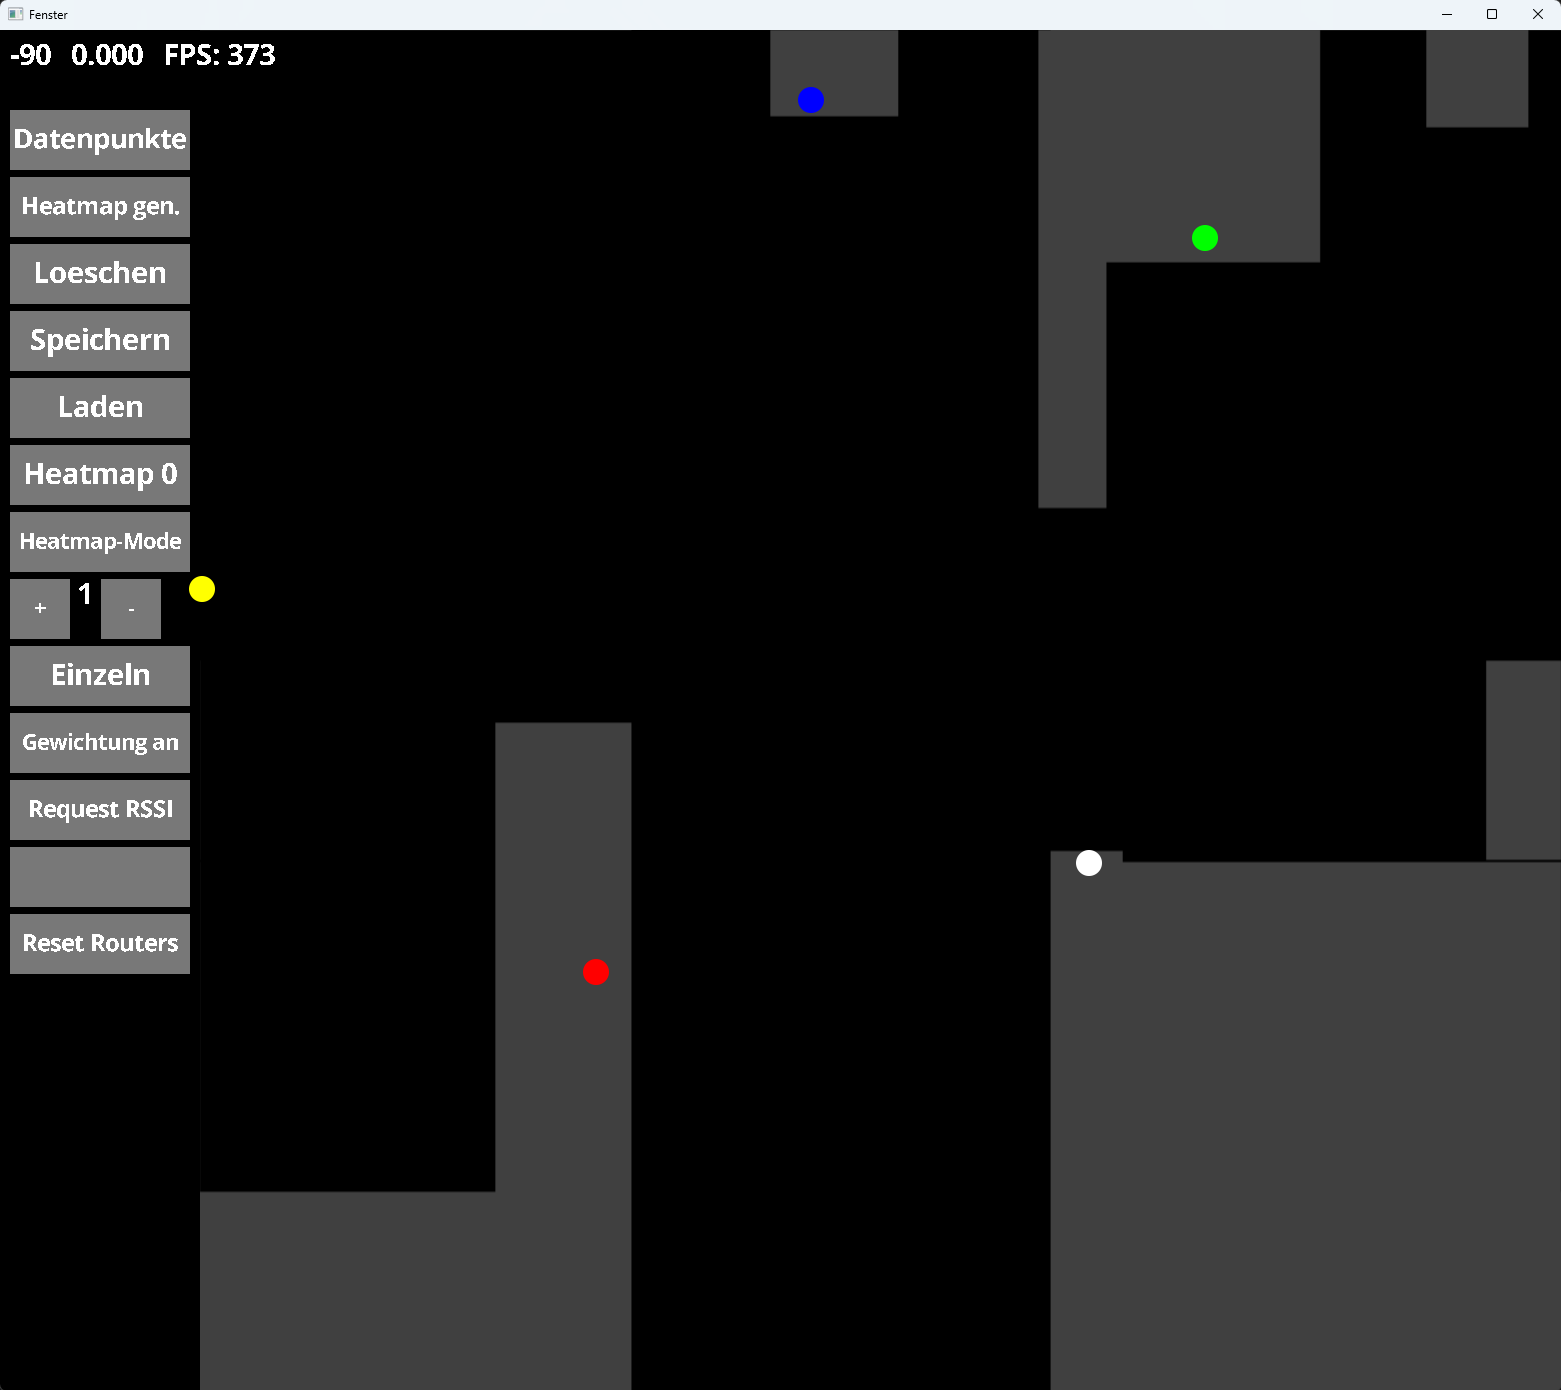 Fenster
-90 0.000 FPS: 373
Datenpunkte
Heatmap gen.
Loeschen
Speichern
Laden
Heatmap 0
Heatmap-Mode
+ 1 -
Einzeln
Gewichtung an
Request RSSI
Reset Routers